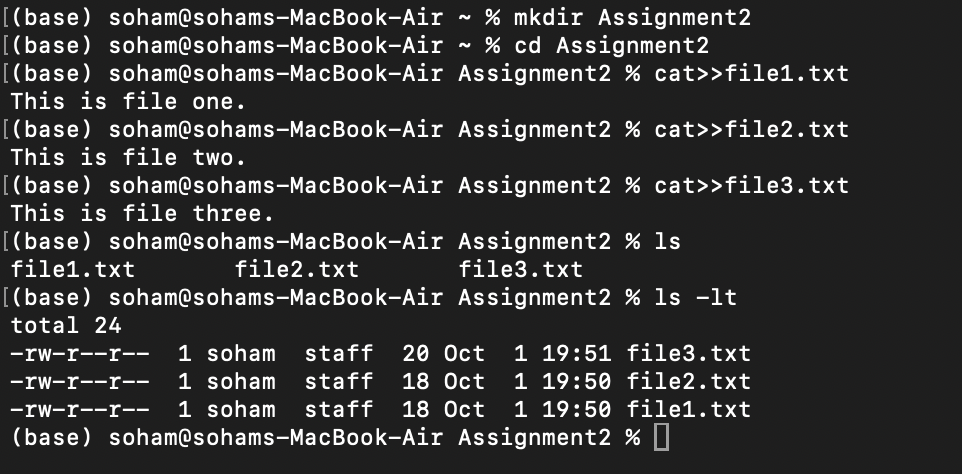 [(base) soham@sohams-MacBook-Air ~ % mkdir Assignment2
[(base) soham@sohams-MacBook-Air ~ % cd Assignment2
[(base) soham@sohams-MacBook-Air Assignment2 % cat>>file1.txt
This is file one.
[(base) soham@sohams-MacBook-Air Assignment2 % cat>>file2.txt
This is file two.
[(base) soham@sohams-MacBook-Air Assignment2 % cat>>file3.txt
This is file three.
[(base) soham@sohams-MacBook-Air Assignment2 % ls
file1.txt       file2.txt       file3.txt
[(base) soham@sohams-MacBook-Air Assignment2 % ls -lt
total 24
-rw-r--r--  1 soham  staff  20 Oct  1 19:51 file3.txt
-rw-r--r--  1 soham  staff  18 Oct  1 19:50 file2.txt
-rw-r--r--  1 soham  staff  18 Oct  1 19:50 file1.txt
(base) soham@sohams-MacBook-Air Assignment2 %